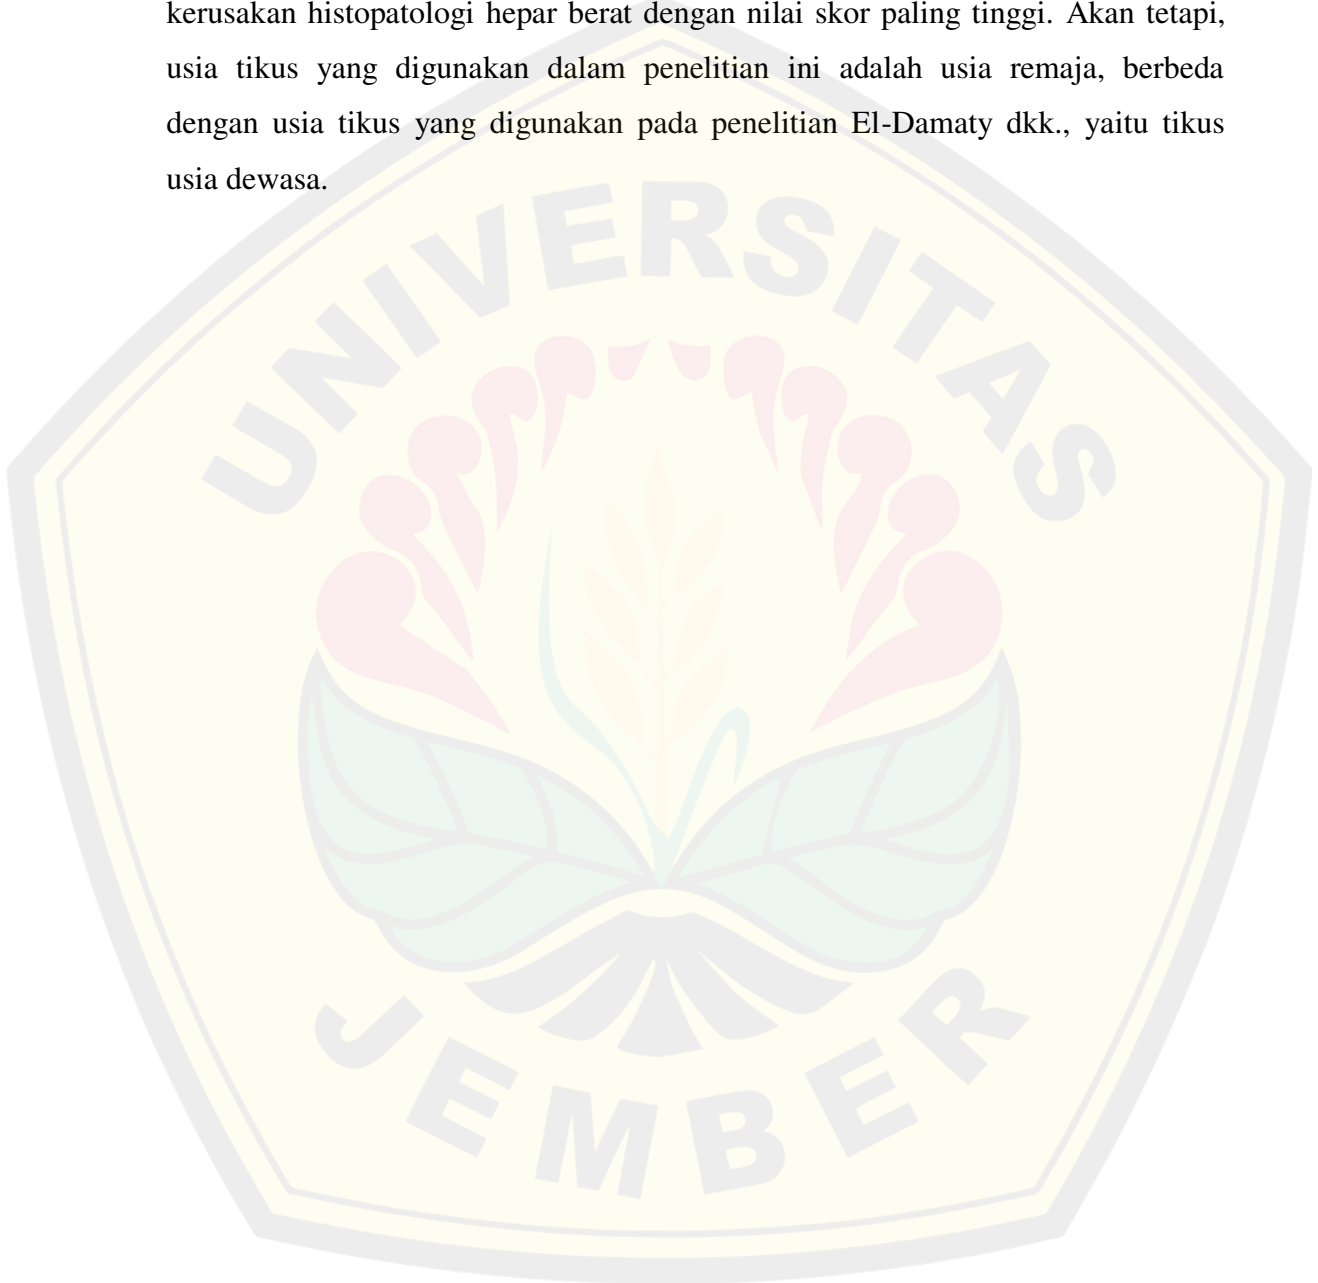 kerusakan histopatologi hepar berat dengan nilai skor paling tinggi. Akan tetapi,
usia tikus yang digunakan dalam penelitian ini adalah usia remaja, berbeda
dengan usia tikus yang digunakan pada penelitian El-Damaty dkk., yaitu tikus
usia dewasa.
UNIVERSITAS
JEMBER